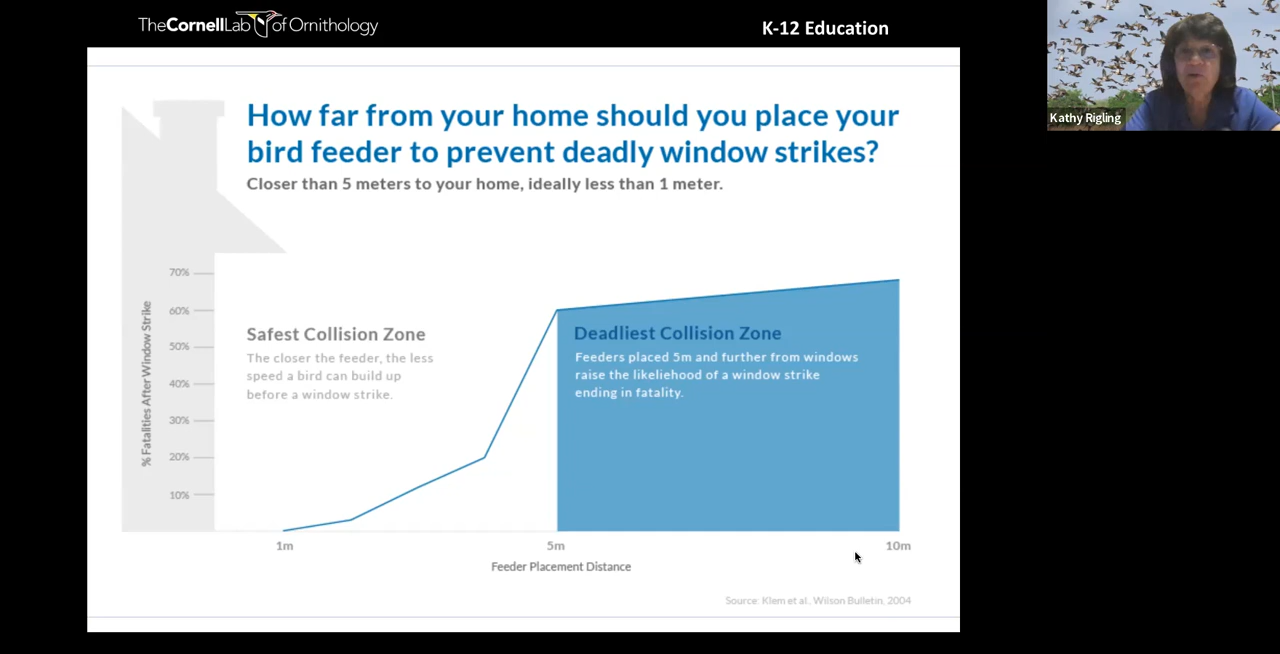 TheCornellLab of Ornithology
K-12 Education
Kathy Rigling
How far from your home should you place your
bird feeder to prevent deadly window strikes?
Closer than 5 meters to your home, ideally less than 1 meter.
% Fatalities After Window Strike
70%
60%
50%
40%
30%
20%
10%
Safest Collision Zone
The closer the feeder, the less
speed a bird can build up
before a window strike.
Deadliest Collision Zone
Feeders placed 5m and further from windows
raise the likeliehood of a window strike
ending in fatality.
1m
5m
10m
Feeder Placement Distance
Source: Klem et al., Wilson Bulletin, 2004